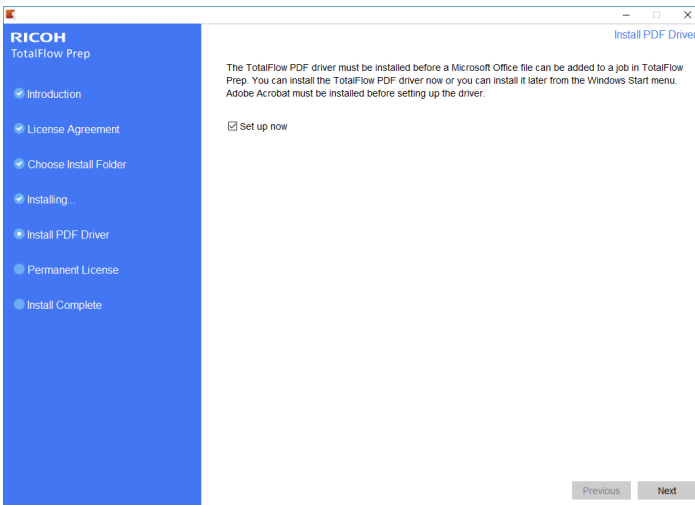 RICOH
TotalFlow Prep
Introduction
License Agreement
Choose Install Folder
Installing...
Install PDF Driver
Permanent License
Install Complete
Install PDF Driver
The TotalFlow PDF driver must be installed before a Microsoft Office file can be added to a job in TotalFlow
Prep. You can install the TotalFlow PDF driver now or you can install it later from the Windows Start menu.
Adobe Acrobat must be installed before setting up the driver.
Set up now
Previous
Next